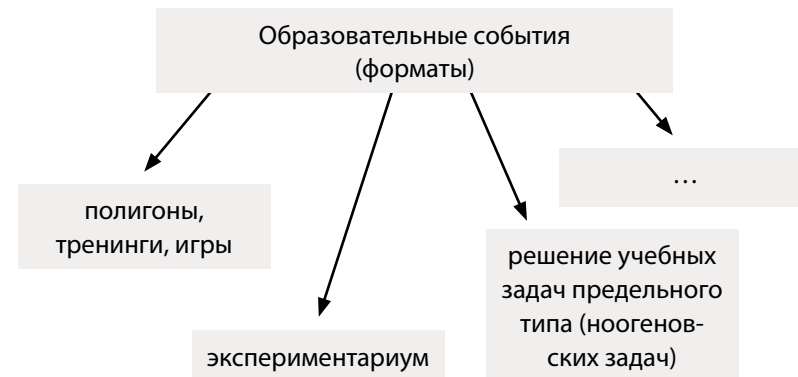 Образовательные события
(форматы)
полигоны,
тренинги, игры
экспериментариум
решение учебных
задач предельного
типа (ноогенов-
ских задач)
…